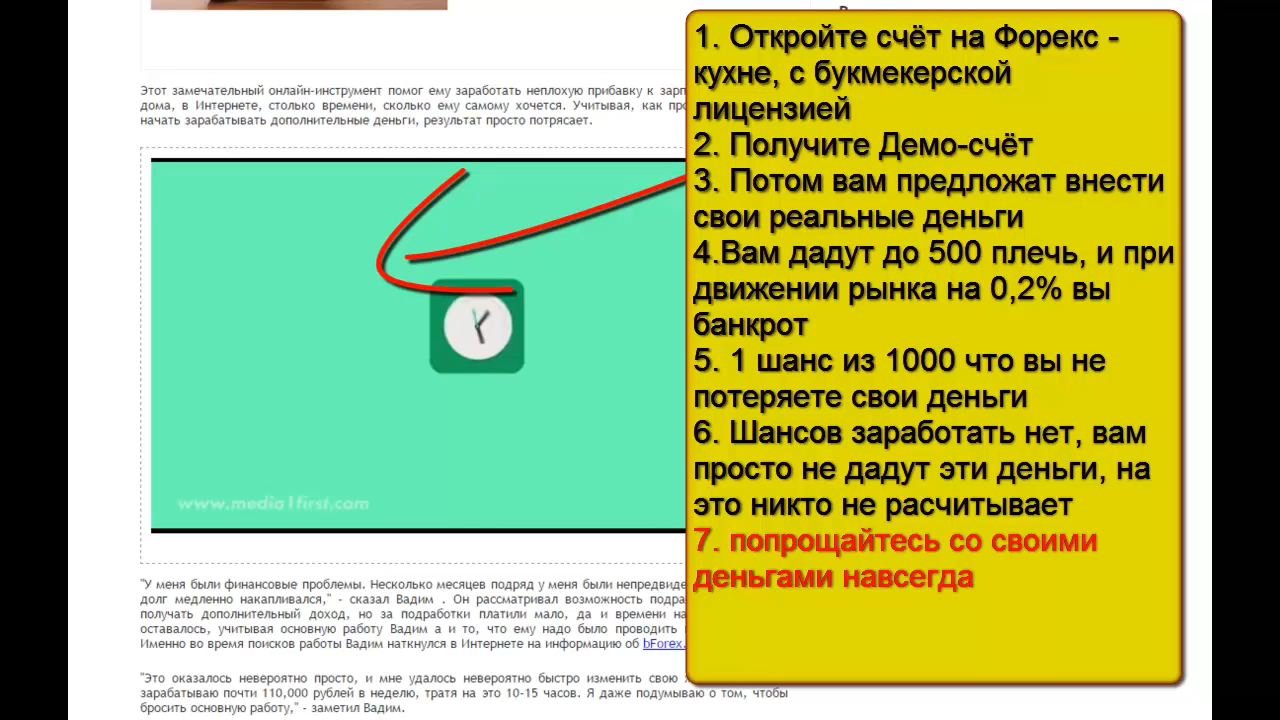 Этот замечательный онлайн-инструмент помог ему заработать неплохую прибавку к
дома, в Интернете, столько времени, сколько ему самому хочется. Учитывая, как
начать зарабатывать дополнительные деньги, результат просто потрясает.
www.media1first.com
"У меня были финансовые проблемы. Несколько месяцев подряд у меня были
долг медленно накапливался," - сказал Вадим . Он рассматривал возможность
получать дополнительный доход, но за подработки платили мало, да и времени
оставалось, учитывая основную работу Вадим а и то, что ему надо было проводить
Именно во время поисков работы Вадим наткнулся в Интернете на информацию об bForex.
"Это оказалось невероятно просто, и мне удалось невероятно быстро изменить свою
зарабатываю почти 110,000 рублей в неделю, тратя на это 10-15 часов. Я даже подумываю о том, чтобы
бросить основную работу," - заметил Вадим.
1. Откройте счёт на Форекс -
кухне, с букмекерской
лицензией
2. Получите Демо-счёт
3. Потом вам предложат внести
свои реальные деньги
4.Вам дадут до 500 плечь, и при
движении рынка на 0,2% вы
банкрот
5. 1 шанс из 1000 что вы не
потеряете свои деньги
6. Шансов заработать нет, вам
просто не дадут эти деньги, на
это никто не расчитывает
7. попрощайтесь со своими
деньгами навсегда